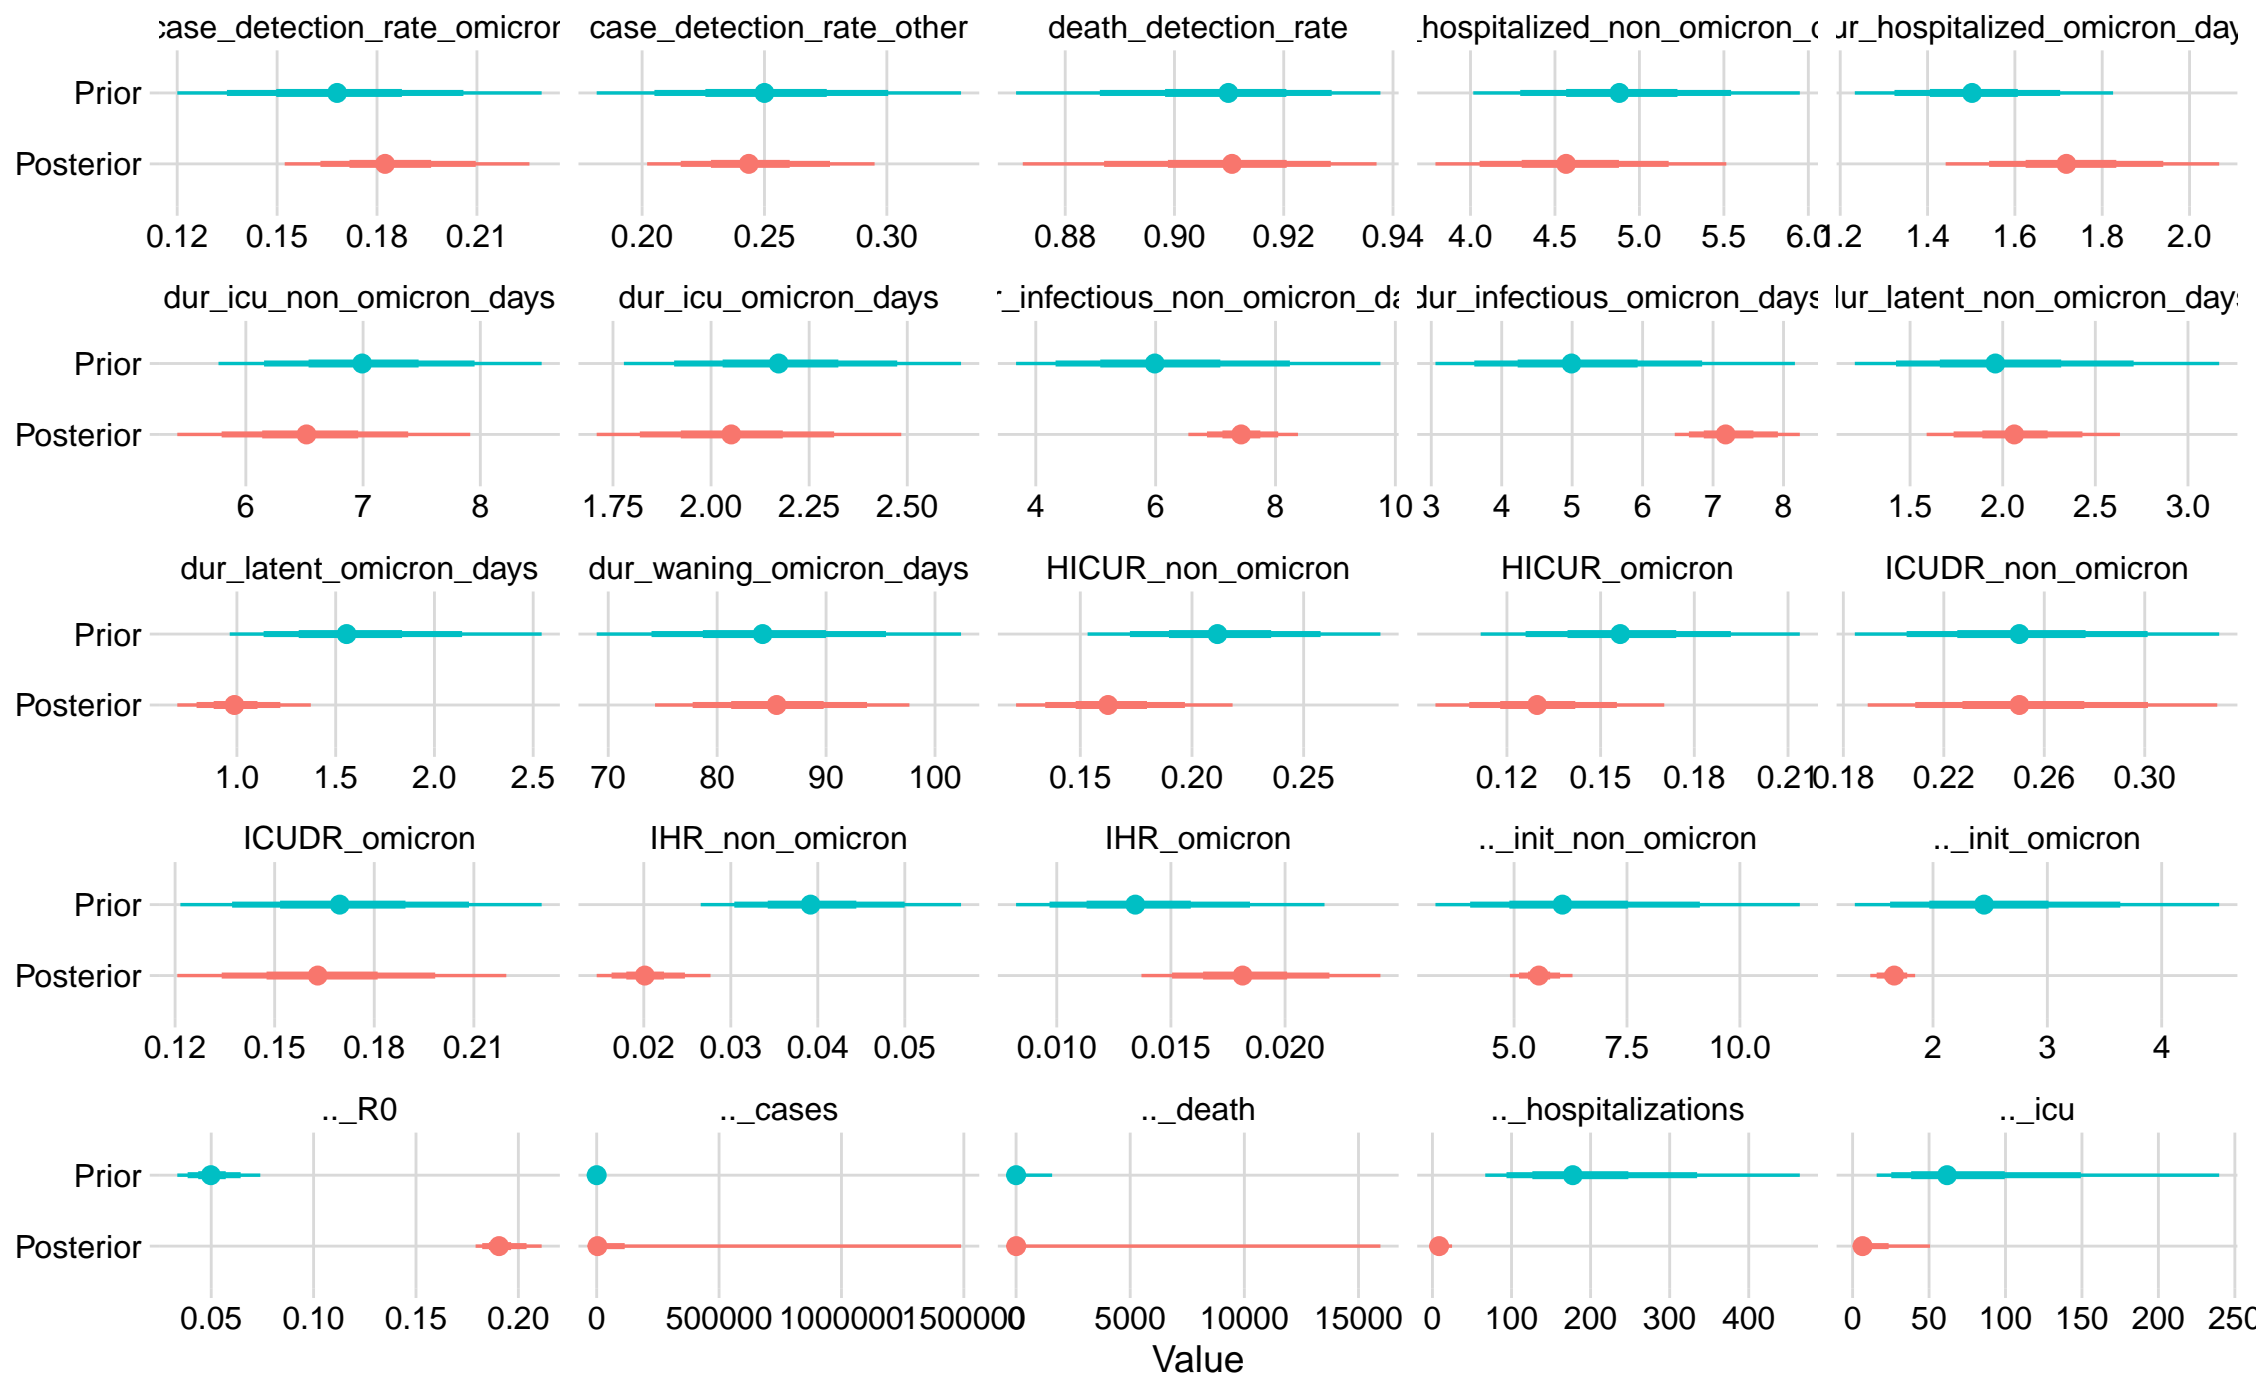 case_detection_rate_omicron case_detection_rate_other death_detection_rate _hospitalized_non_omicron_d ur_hospitalized_omicron_day
Prior
Posterior
0.12 0.15 0.18 0.21 0.20 0.25 0.30 0.88 0.90 0.92 0.94 4.0 4.5 5.0 5.5 6.0 1.2 1.4 1.6 1.8 2.0
dur_icu_non_omicron_days dur_icu_omicron_days r_infectious_non_omicron_da dur_infectious_omicron_days dur_latent_non_omicron_days
Prior
Posterior
6 7 8 1.75 2.00 2.25 2.50 4 6 8 10 3 4 5 6 7 8 1.5 2.0 2.5 3.0
dur_latent_omicron_days dur_waning_omicron_days HICUR_non_omicron HICUR_omicron ICUDR_non_omicron
Prior
Posterior
1.0 1.5 2.0 2.5 70 80 90 100 0.15 0.20 0.25 0.12 0.15 0.18 0.21 0.18 0.22 0.26 0.30
ICUDR_omicron IHR_non_omicron IHR_omicron .._init_non_omicron .._init_omicron
Prior
Posterior
0.12 0.15 0.18 0.21 0.02 0.03 0.04 0.05 0.010 0.015 0.020 5.0 7.5 10.0 2 3 4
.._R0 .._cases .._death .._hospitalizations .._icu
Prior
Posterior
0.05 0.10 0.15 0.20 0 500000 1000000 1500000 0 5000 10000 15000 0 100 200 300 400 0 50 100 150 200 250
Value